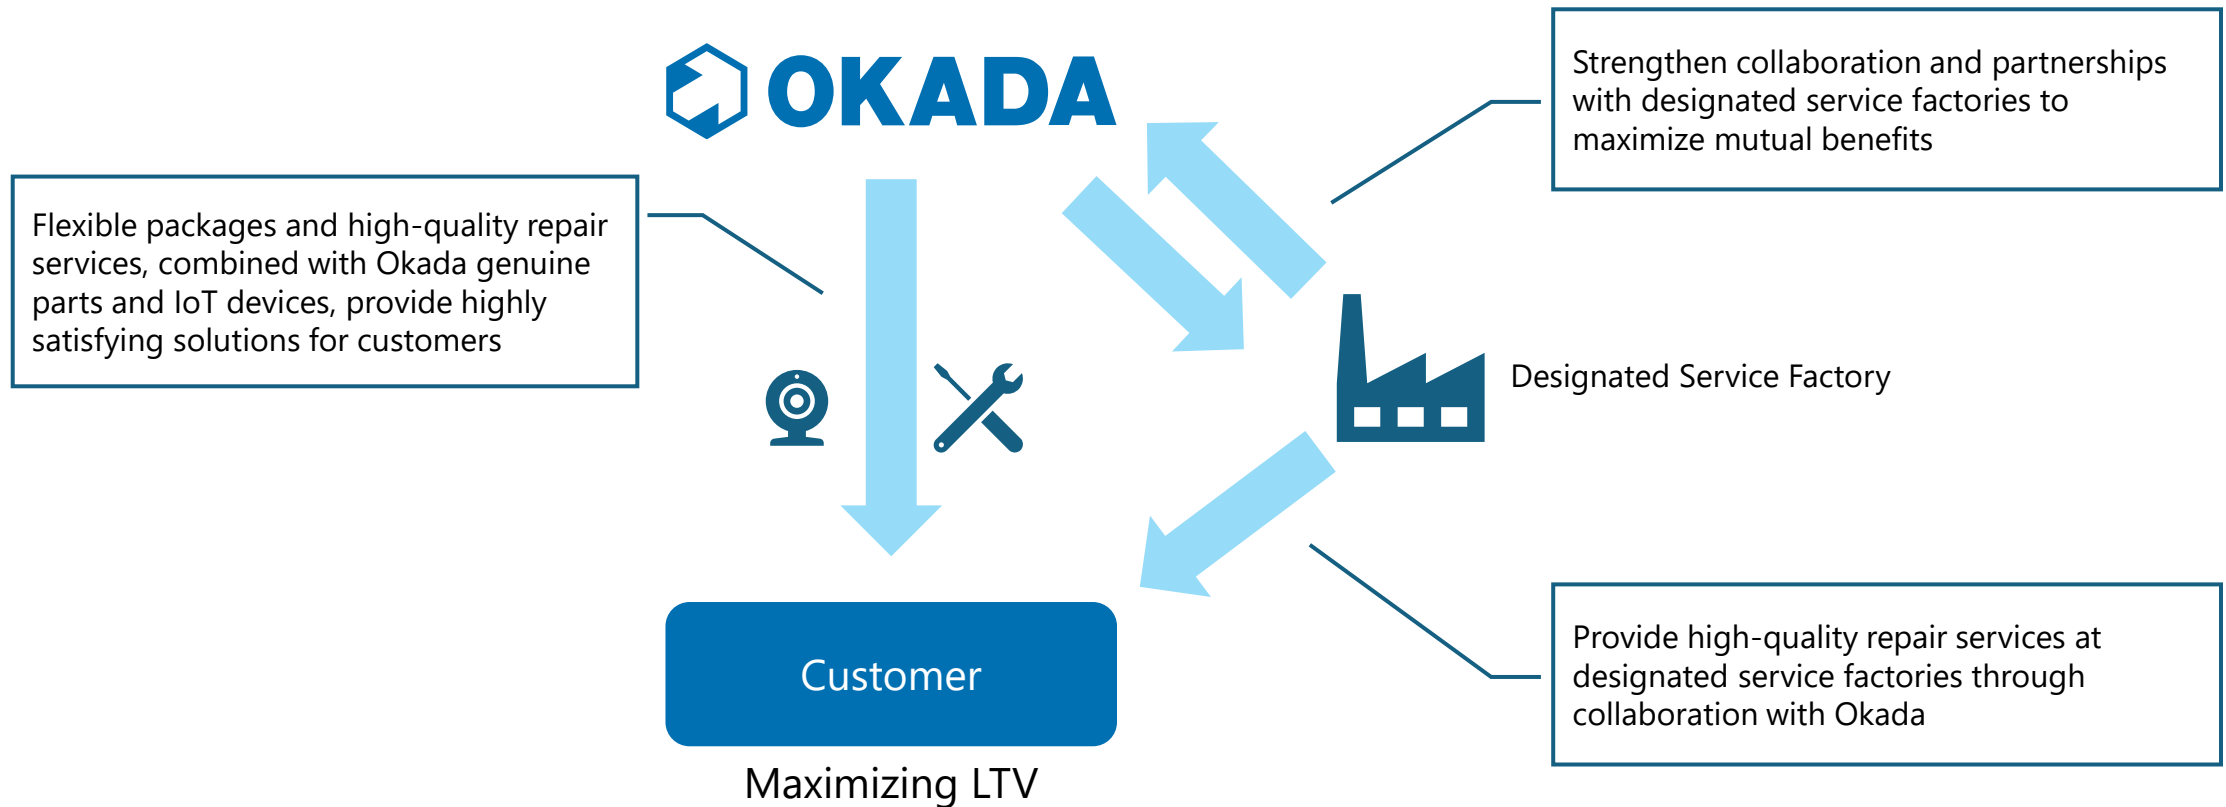 OKADA
Strengthen collaboration and partnerships
with designated service factories to
maximize mutual benefits
Flexible packages and high-quality repair
services, combined with Okada genuine
parts and IoT devices, provide highly
satisfying solutions for customers
Designated Service Factory
Provide high-quality repair services at
designated service factories through
collaboration with Okada
Customer
Maximizing LTV